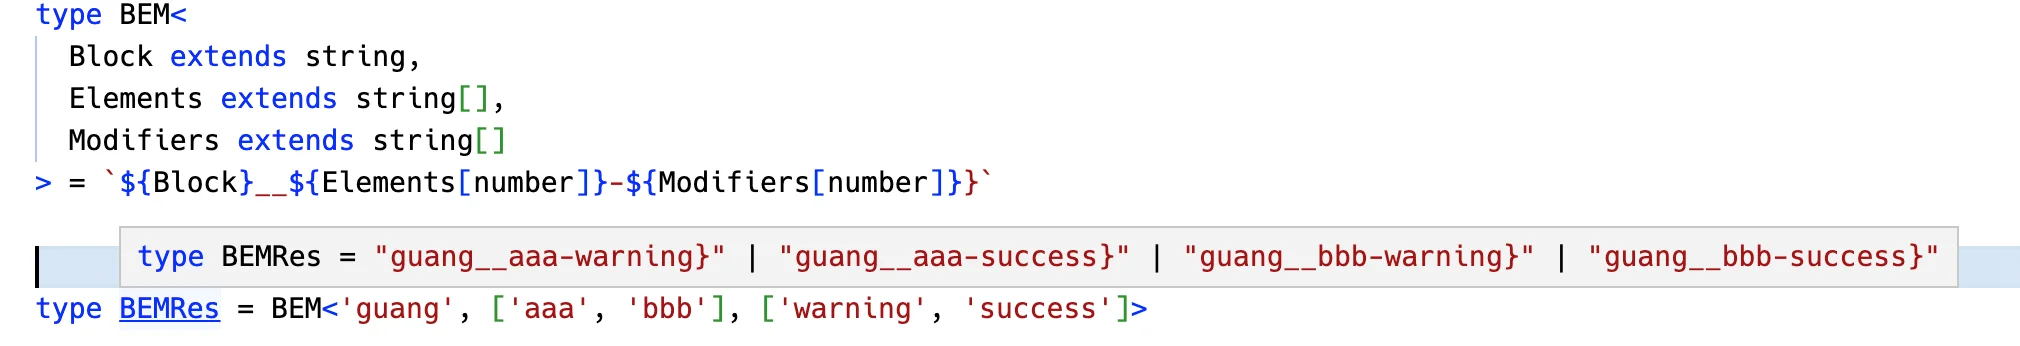 type BEM<
  Block extends string,
  Elements extends string[],
  Modifiers extends string[]
> = `${Block}__${Elements[number]}-${Modifiers[number]}}`
type BEMRes = "guang__aaa-warning}" | "guang__aaa-success}" | "guang__bbb-warning}" | "guang__bbb-success}"
type BEMRes = BEM<'guang', ['aaa', 'bbb'], ['warning', 'success']>